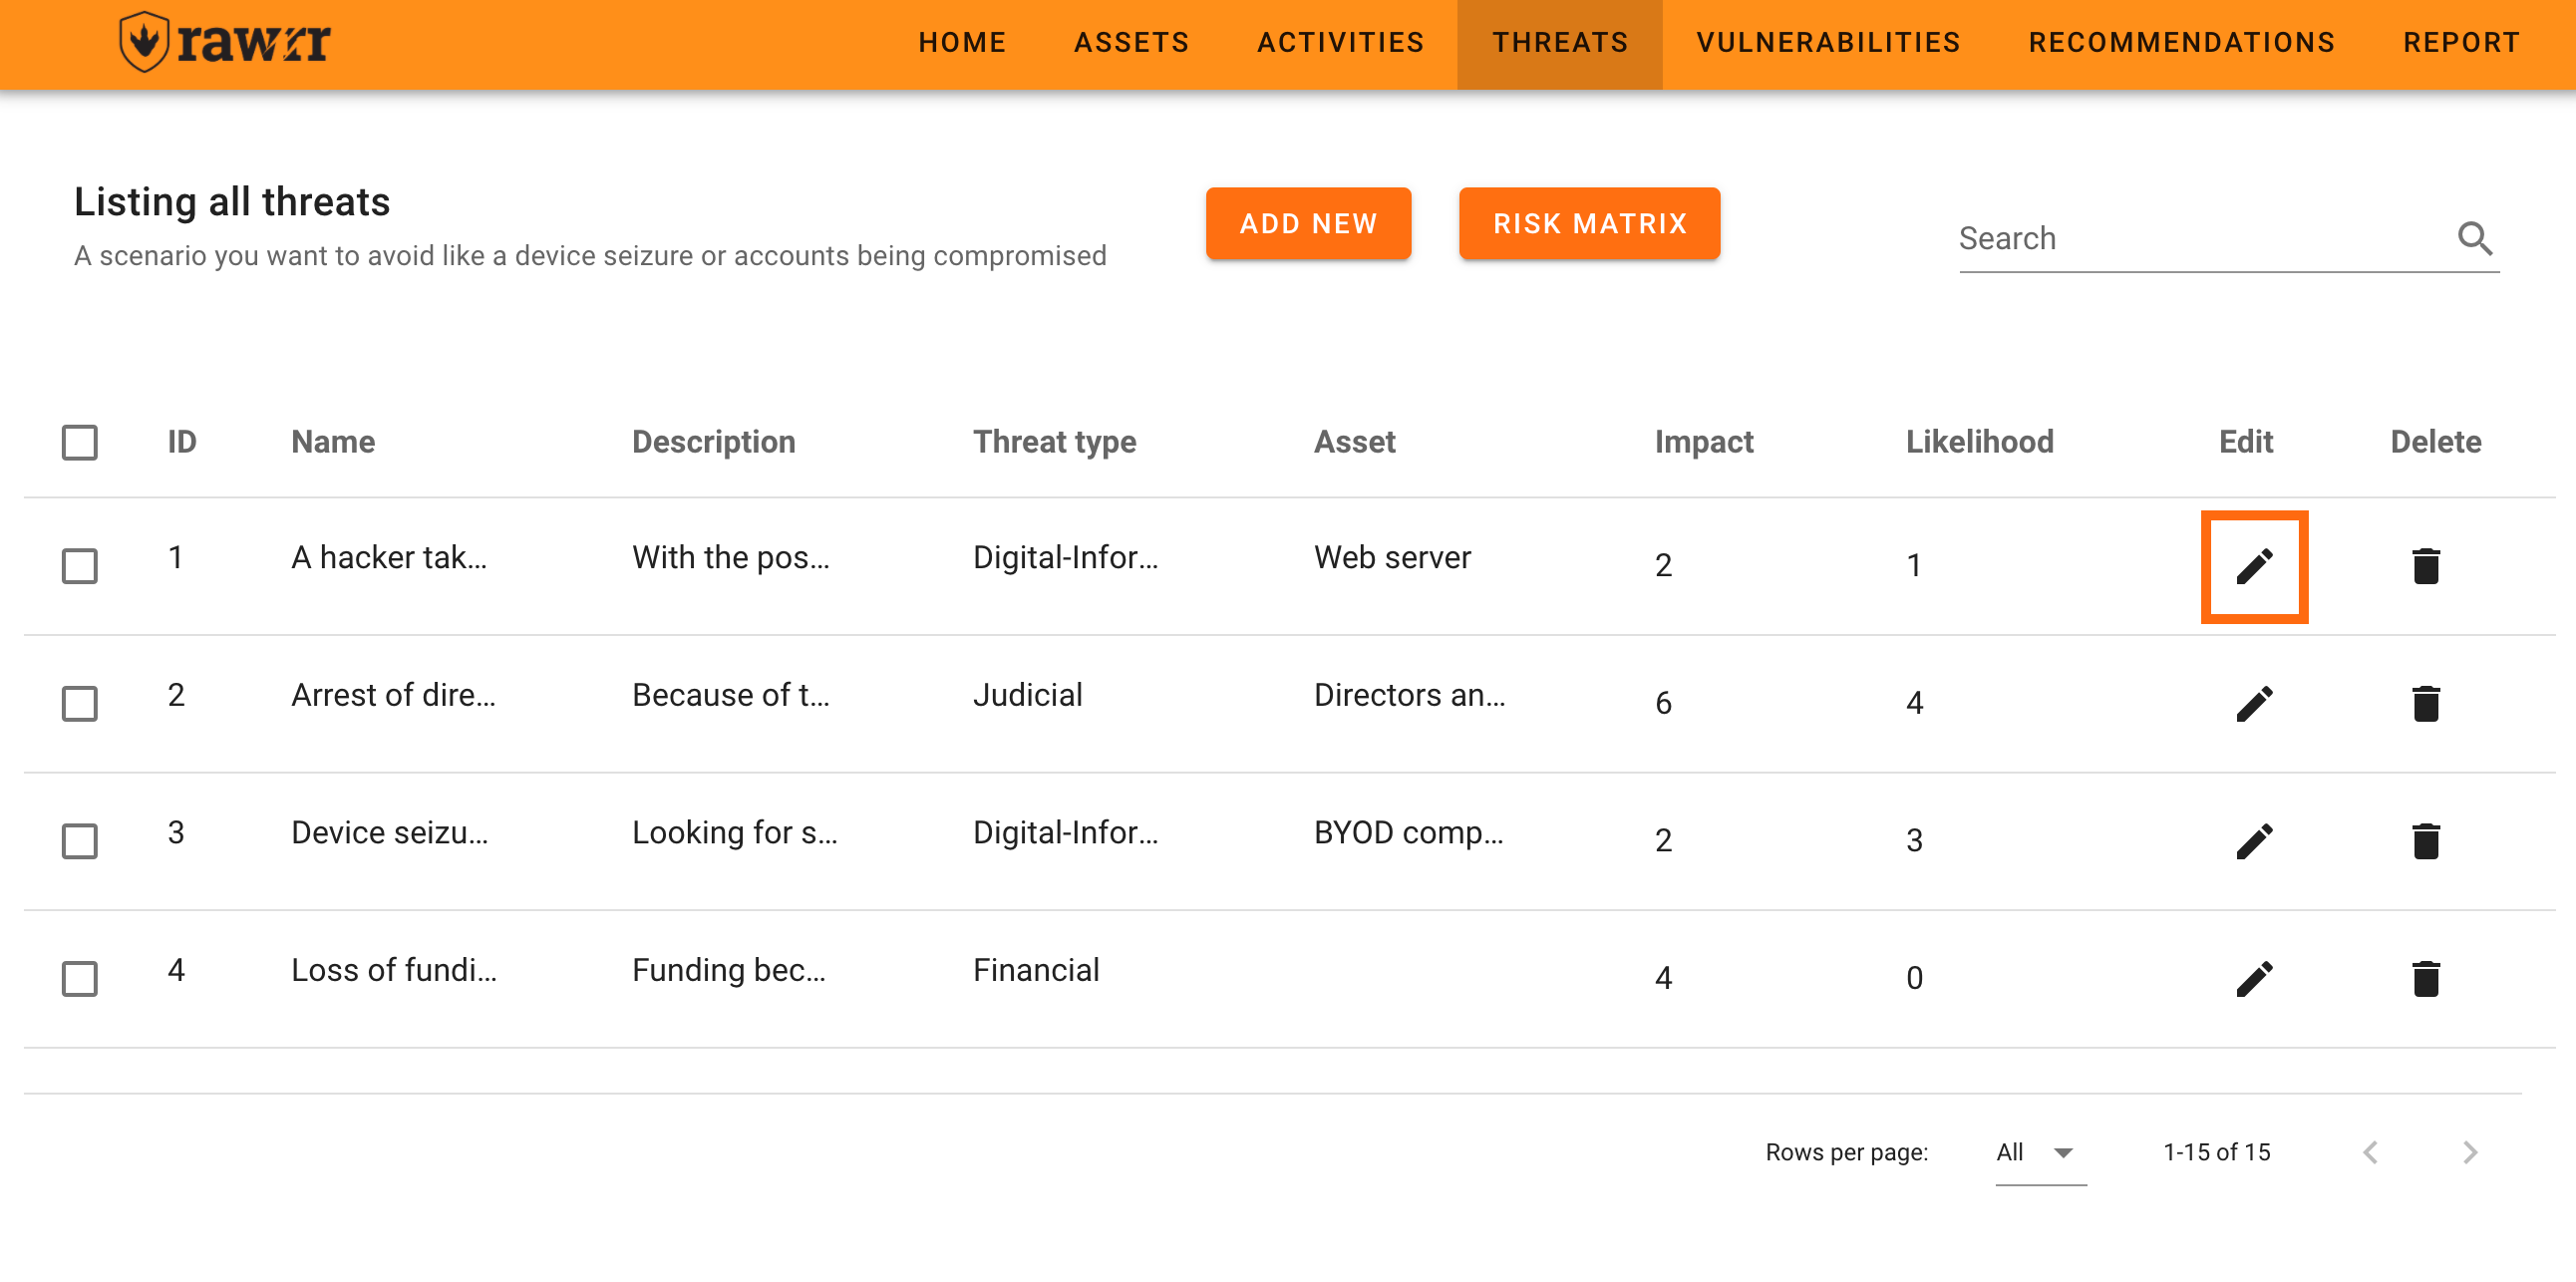 rawrr HOME ASSETS ACTIVITIES THREATS VULNERABILITIES RECOMMENDATIONS REPORT
Listing all threats
A scenario you want to avoid like a device seizure or accounts being compromised
ADD NEW RISK MATRIX
Search
ID Name Description Threat type Asset Impact Likelihood Edit Delete
1 A hacker tak... With the pos... Digital-Infor... Web server 2 1
2 Arrest of dire... Because of t... Judicial Directors an... 6 4
3 Device seizu... Looking for s... Digital-Infor... BYOD comp... 2 3
4 Loss of fundi... Funding bec... Financial 4 0
Rows per page: All 1-15 of 15